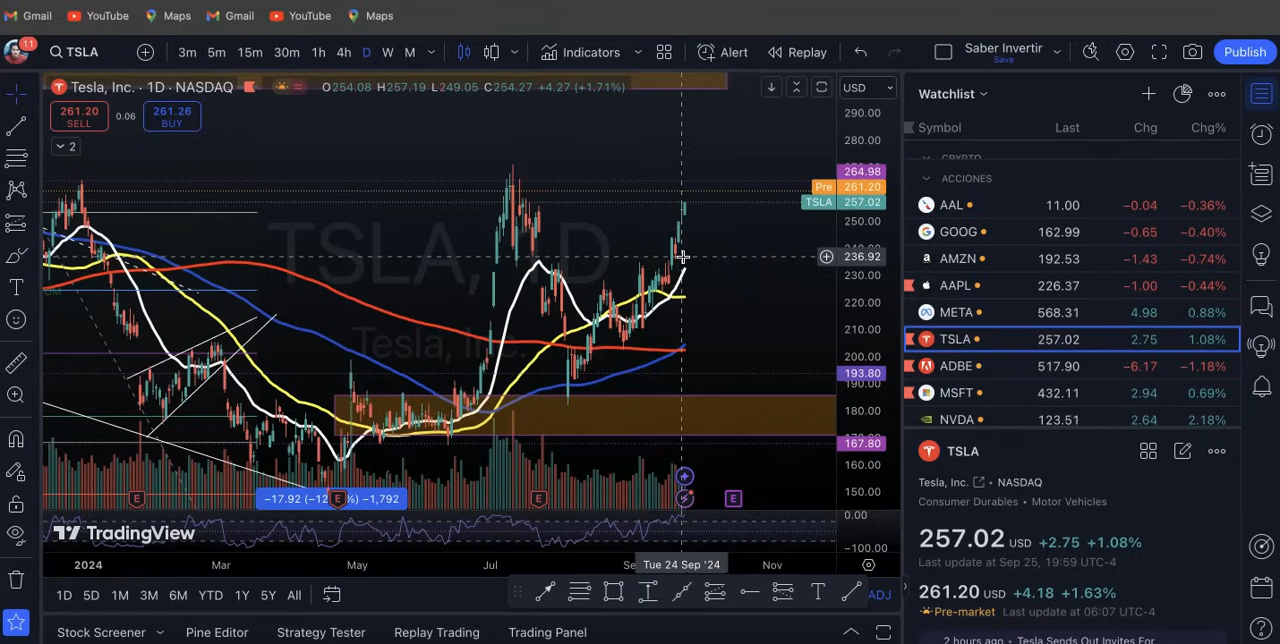 Gmail YouTube Maps Gmail YouTube Maps
11
TSLA 3m 5m 15m 30m 1h 4h D W M Indicators Alert Replay Saber Invertir Save Publish
Tesla, Inc. · 1D · NASDAQ O254.08 H257.19 L249.05 C254.27 +4.27 (+1.71%) USD
261.20 SELL 0.06 261.26 BUY
2
290.00
280.00
264.98
Pre 261.20
TSLA 257.02
250.00
236.92
230.00
220.00
210.00
200.00
193.80
190.00
180.00
167.80
160.00
150.00
0.00
−100.00
TSLA, 1D
Tesla, Inc.
E E E E
TradingView
2024 Mar May Jul Tue 24 Sep '24 Nov
1D 5D 1M 3M 6M YTD 1Y 5Y All ADJ
Stock Screener Pine Editor Strategy Tester Replay Trading Trading Panel
Watchlist
Symbol Last Chg Chg%
CRYPTO
ACCIONES
AAL 11.00 −0.04 −0.36%
GOOG 162.99 −0.65 −0.40%
AMZN 192.53 −1.43 −0.74%
AAPL 226.37 −1.00 −0.44%
META 568.31 4.98 0.88%
TSLA 257.02 2.75 1.08%
ADBE 517.90 −6.17 −1.18%
MSFT 432.11 2.94 0.69%
NVDA 123.51 2.64 2.18%
TSLA
Tesla, Inc. NASDAQ
Consumer Durables • Motor Vehicles
257.02 USD +2.75 +1.08%
Last update at Sep 25, 19:59 UTC-4
261.20 USD +4.18 +1.63%
Pre-market Last update at 06:07 UTC-4
2 hours ago • Tesla Sends Out Invites For